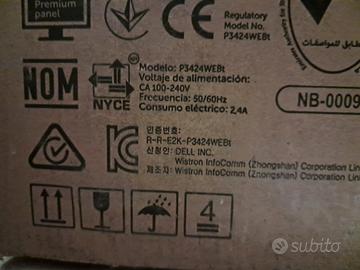 Premium
panel
CE
Regulatory
Model No.
P3424WEBt
NOM
NYCE
Modelo: P3424WEBt
Voltaje de alimentación:
CA 100-240V
Frecuencia: 50/60Hz
Consumo eléctrico: 2,4A
NB-0009
인증번호:
R-R-E2K-P3424WEBt
신청인: DELL INC.
Wistron InfoComm (Zhongshan) Corporation
제조자: Wistron InfoComm (Zhongshan) Corporation Lin
4
subito